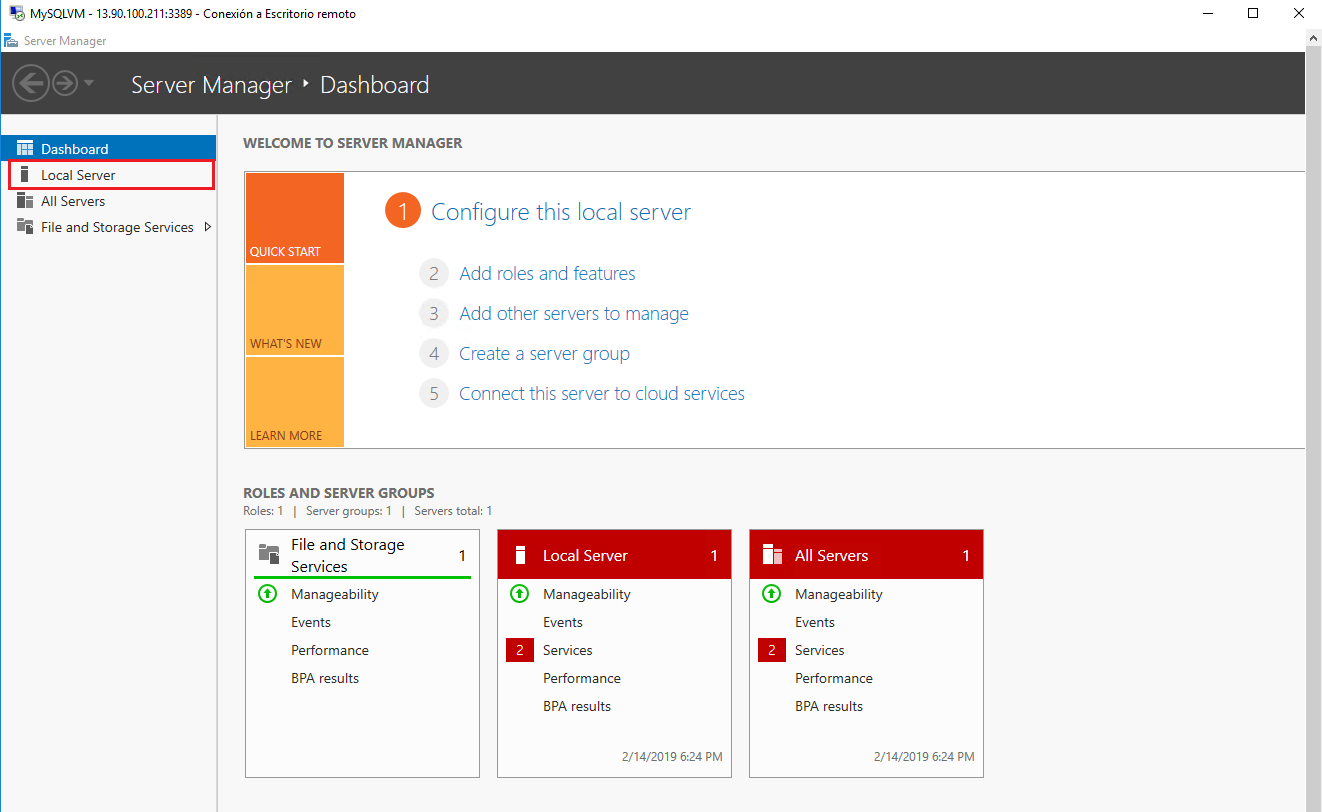 MySQLVM - 13.90.100.211:3389 - Conexión a Escritorio remoto
Server Manager
Server Manager ‣ Dashboard
Dashboard
Local Server
All Servers
File and Storage Services
WELCOME TO SERVER MANAGER
QUICK START
WHAT'S NEW
LEARN MORE
1 Configure this local server
2 Add roles and features
3 Add other servers to manage
4 Create a server group
5 Connect this server to cloud services
ROLES AND SERVER GROUPS
Roles: 1 | Server groups: 1 | Servers total: 1
File and Storage
Services 1
Manageability
Events
Performance
BPA results
Local Server 1
Manageability
Events
2 Services
Performance
BPA results
2/14/2019 6:24 PM
All Servers 1
Manageability
Events
2 Services
Performance
BPA results
2/14/2019 6:24 PM